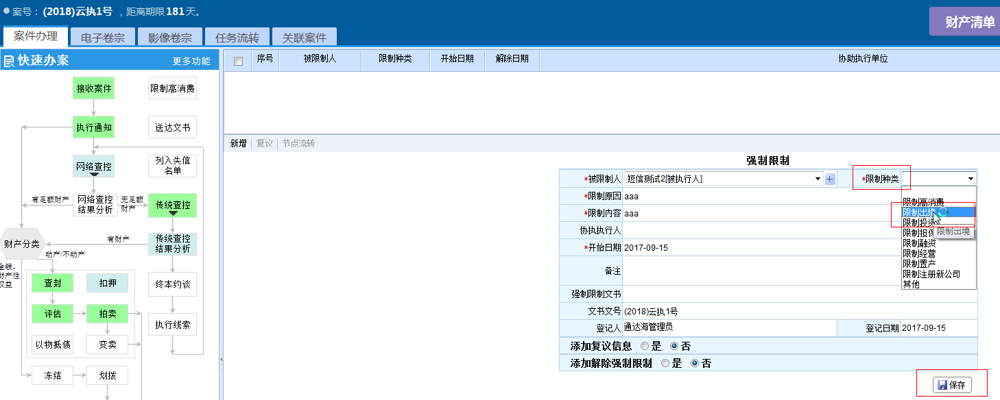 案号：(2018)云执1号 ，距离期限181天。
财产清单
案件办理 电子卷宗 影像卷宗 任务流转 关联案件
快速办案 更多功能
接收案件 限制高消费
执行通知 送达文书
网络查控 列入失信
名单
有足额财产 网络查控
结果分析 无足额
财产 传统查控
财产分类 有财产 传统查控
结果分析
动产/不动产
金钱、
财产性
权益
查封 扣押 终本约谈
评估 拍卖 执行线索
以物抵债 变卖
冻结 划拨
序号 被限制人 限制种类 开始日期 解除日期 协助执行单位
新增 复议 节点流转
强制限制
*被限制人 短信测试2[被执行人] *限制种类
*限制原因 aaa
*限制内容 aaa
协执执行人
*开始日期 2017-09-15
备注
强制限制文书
文书文号 (2018)云执1号
登记人 通达海管理员 登记日期 2017-09-15
添加复议信息 是 否
添加解除强制限制 是 否
限制高消费
限制出境
限制投资
限制担保
限制出境
限制融资
限制经营
限制置产
限制注册新公司
其他
保存